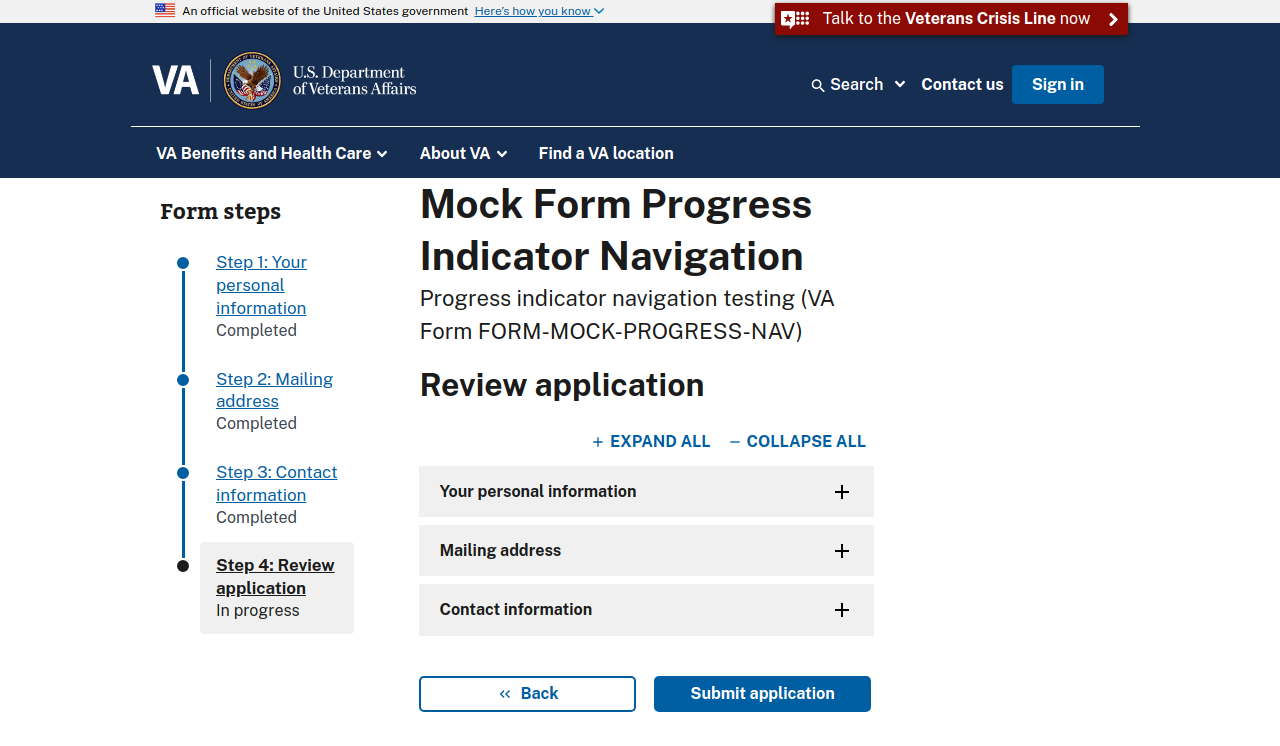 An official website of the United States government Here's how you know
Talk to the Veterans Crisis Line now
VA
U.S. Department
of Veterans Affairs
Search
Contact us
Sign in
VA Benefits and Health Care
About VA
Find a VA location
Form steps
Step 1: Your
personal
information
Completed
Step 2: Mailing
address
Completed
Step 3: Contact
information
Completed
Step 4: Review
application
In progress
Mock Form Progress
Indicator Navigation
Progress indicator navigation testing (VA
Form FORM-MOCK-PROGRESS-NAV)
Review application
EXPAND ALL
COLLAPSE ALL
Your personal information
Mailing address
Contact information
Back
Submit application